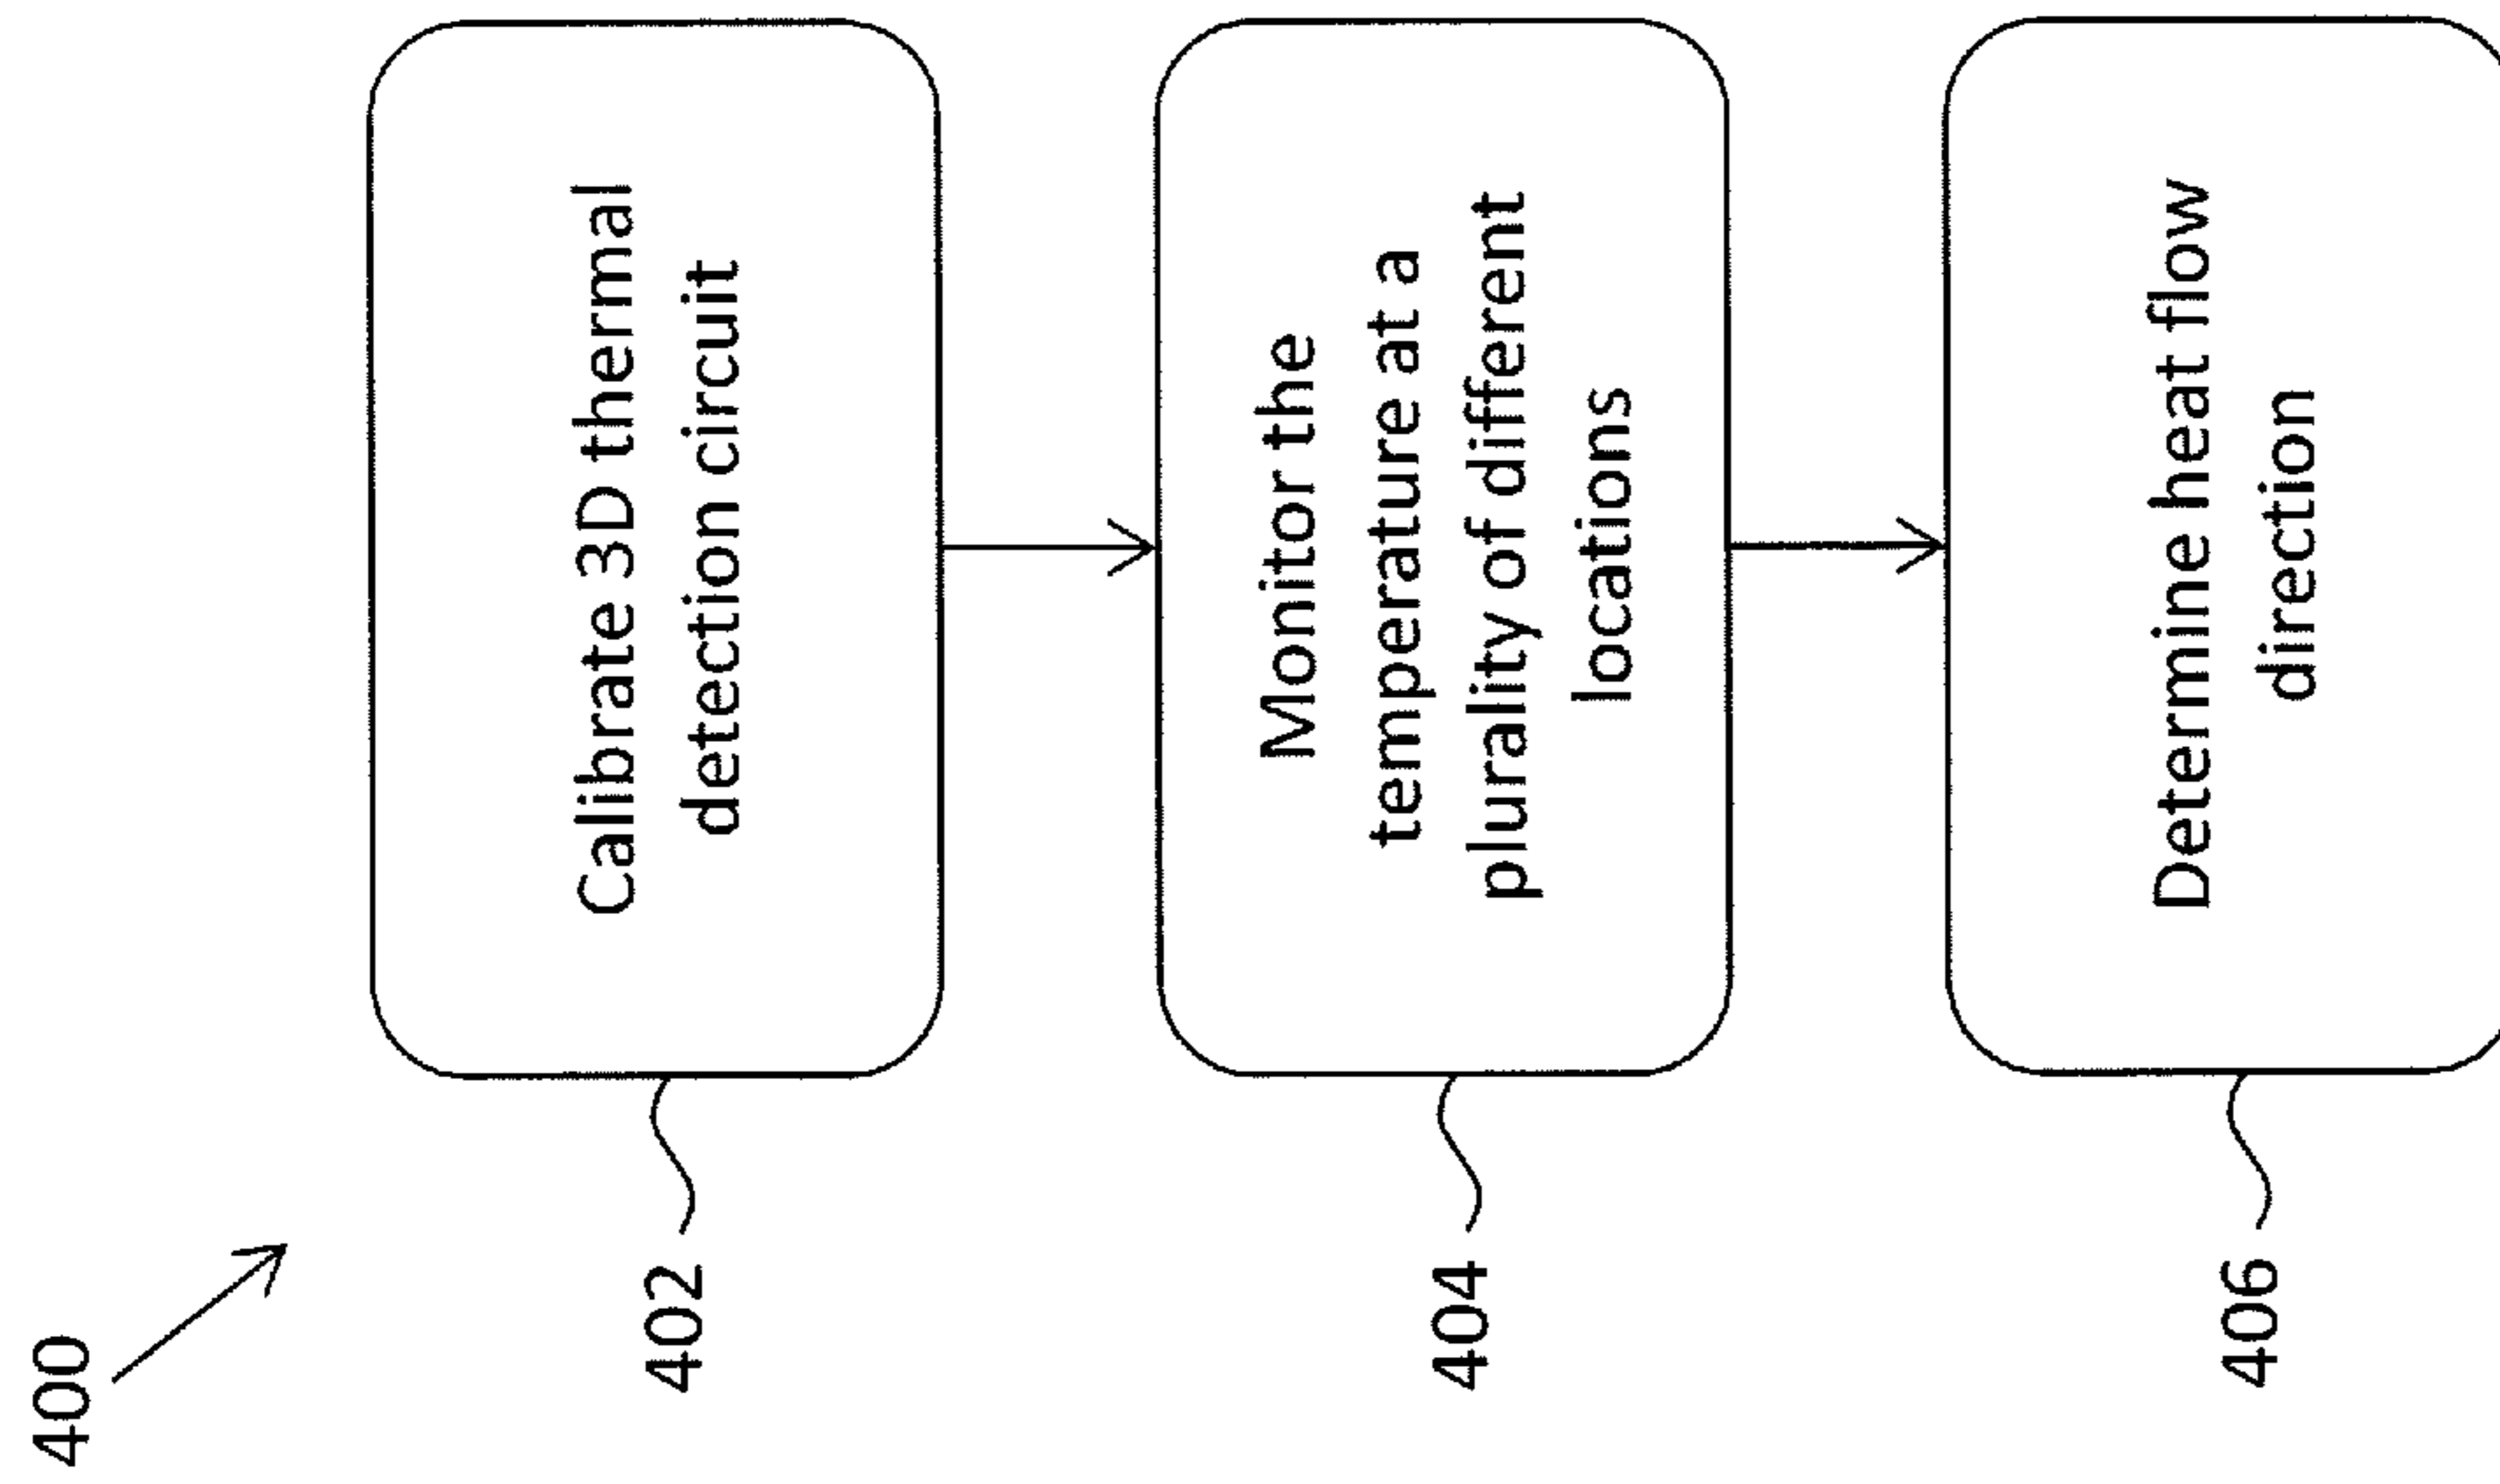 400
402
Calibrate 3D thermal
detection circuit
404
Monitor the
temperature at a
plurality of different
locations
406
Determine heat flow
direction